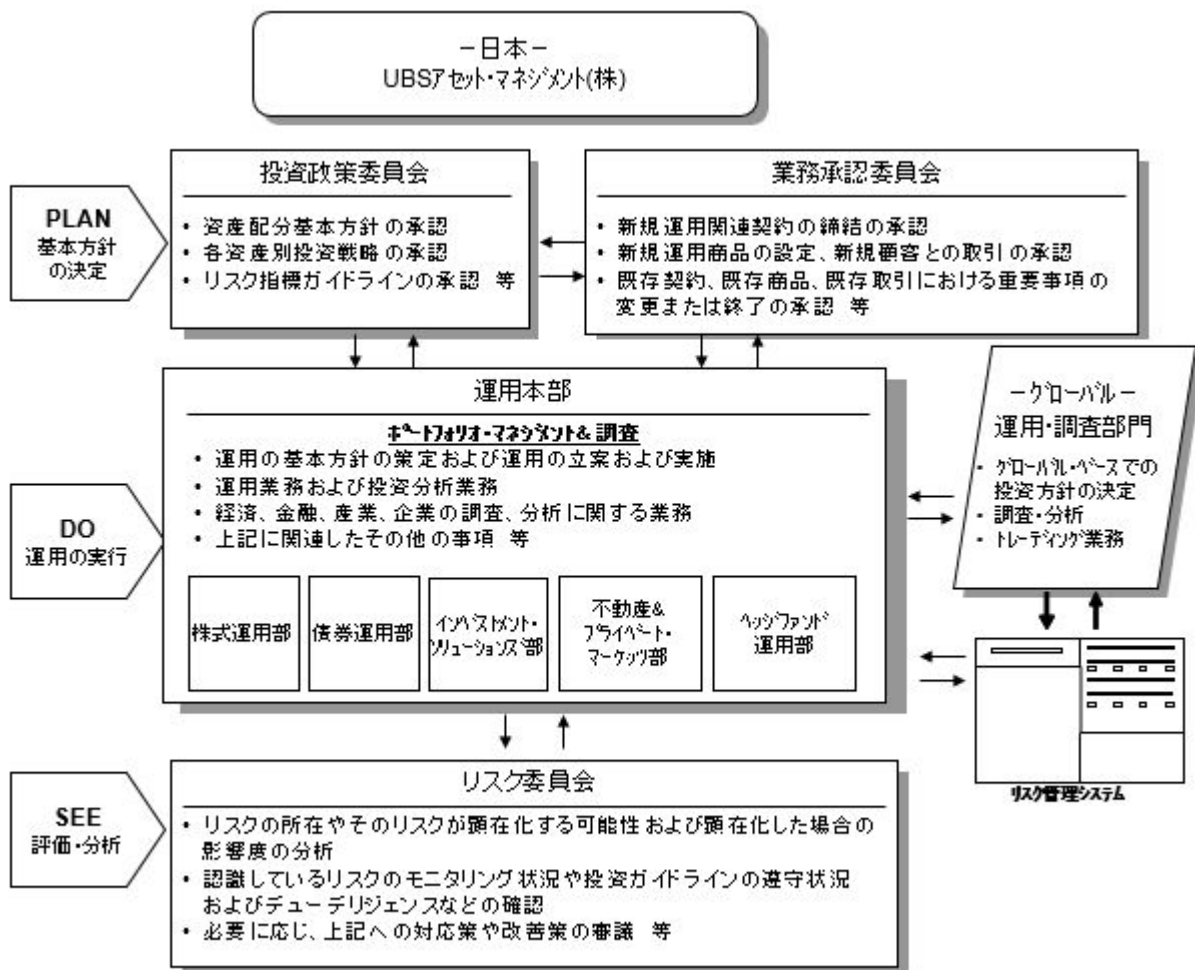 －日本－
UBSアセット・マネジメント(株)
PLAN
基本方針
の決定
投資政策委員会
・ 資産配分基本方針の承認
・ 各資産別投資戦略の承認
・ リスク指標ガイドラインの承認 等
業務承認委員会
・ 新規運用関連契約の締結の承認
・ 新規運用商品の設定、新規顧客との取引の承認
・ 既存契約、既存商品、既存取引における重要事項の
変更または終了の承認 等
DO
運用の実行
運用本部
ポートフォリオ・マネジメント&調査
・ 運用の基本方針の策定および運用の立案および実施
・ 運用業務および投資分析業務
・ 経済、金融、産業、企業の調査、分析に関する業務
・ 上記に関連したその他の事項 等
株式運用部
債券運用部
インベストメント・
ソリューションズ部
不動産&
プライベート・
マーケッツ部
ヘッジファンド
運用部
－グローバル－
運用・調査部門
・ グローバル・ベースでの
投資方針の決定
・ 調査・分析
・ トレーディング業務
リスク管理システム
SEE
評価・分析
リスク委員会
・ リスクの所在やそのリスクが顕在化する可能性および顕在化した場合の
影響度の分析
・ 認識しているリスクのモニタリング状況や投資ガイドラインの遵守状況
およびデューデリジェンスなどの確認
・ 必要に応じ、上記への対応策や改善策の審議 等